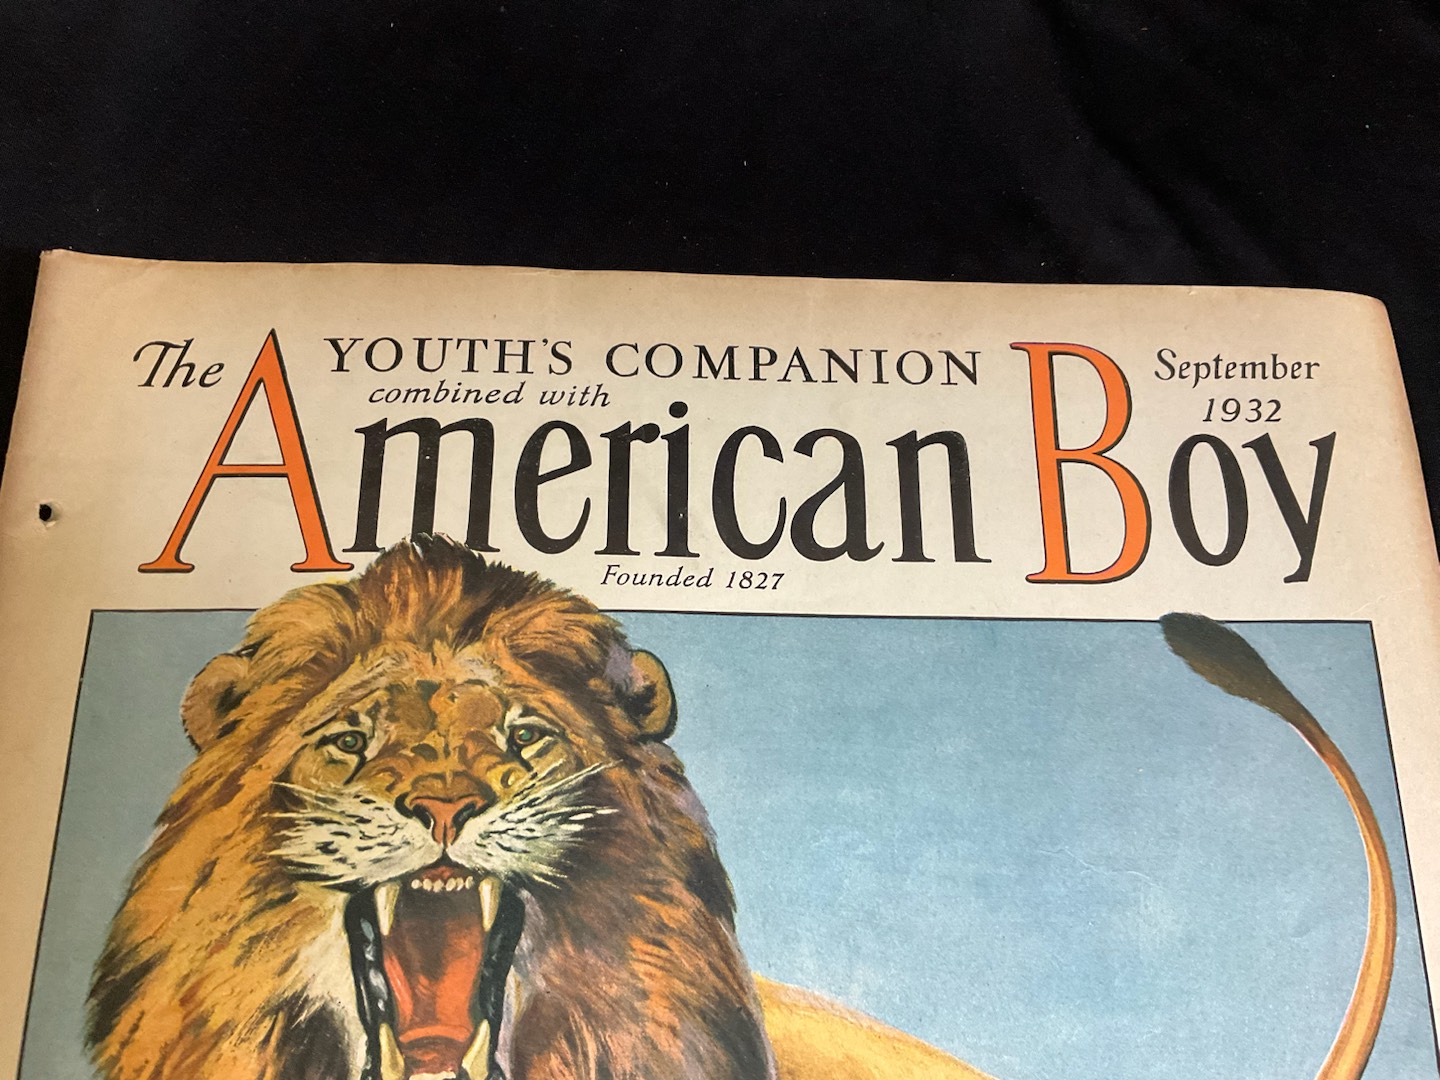 The YOUTH'S COMPANION
combined with
American Boy
September
1932
Founded 1827